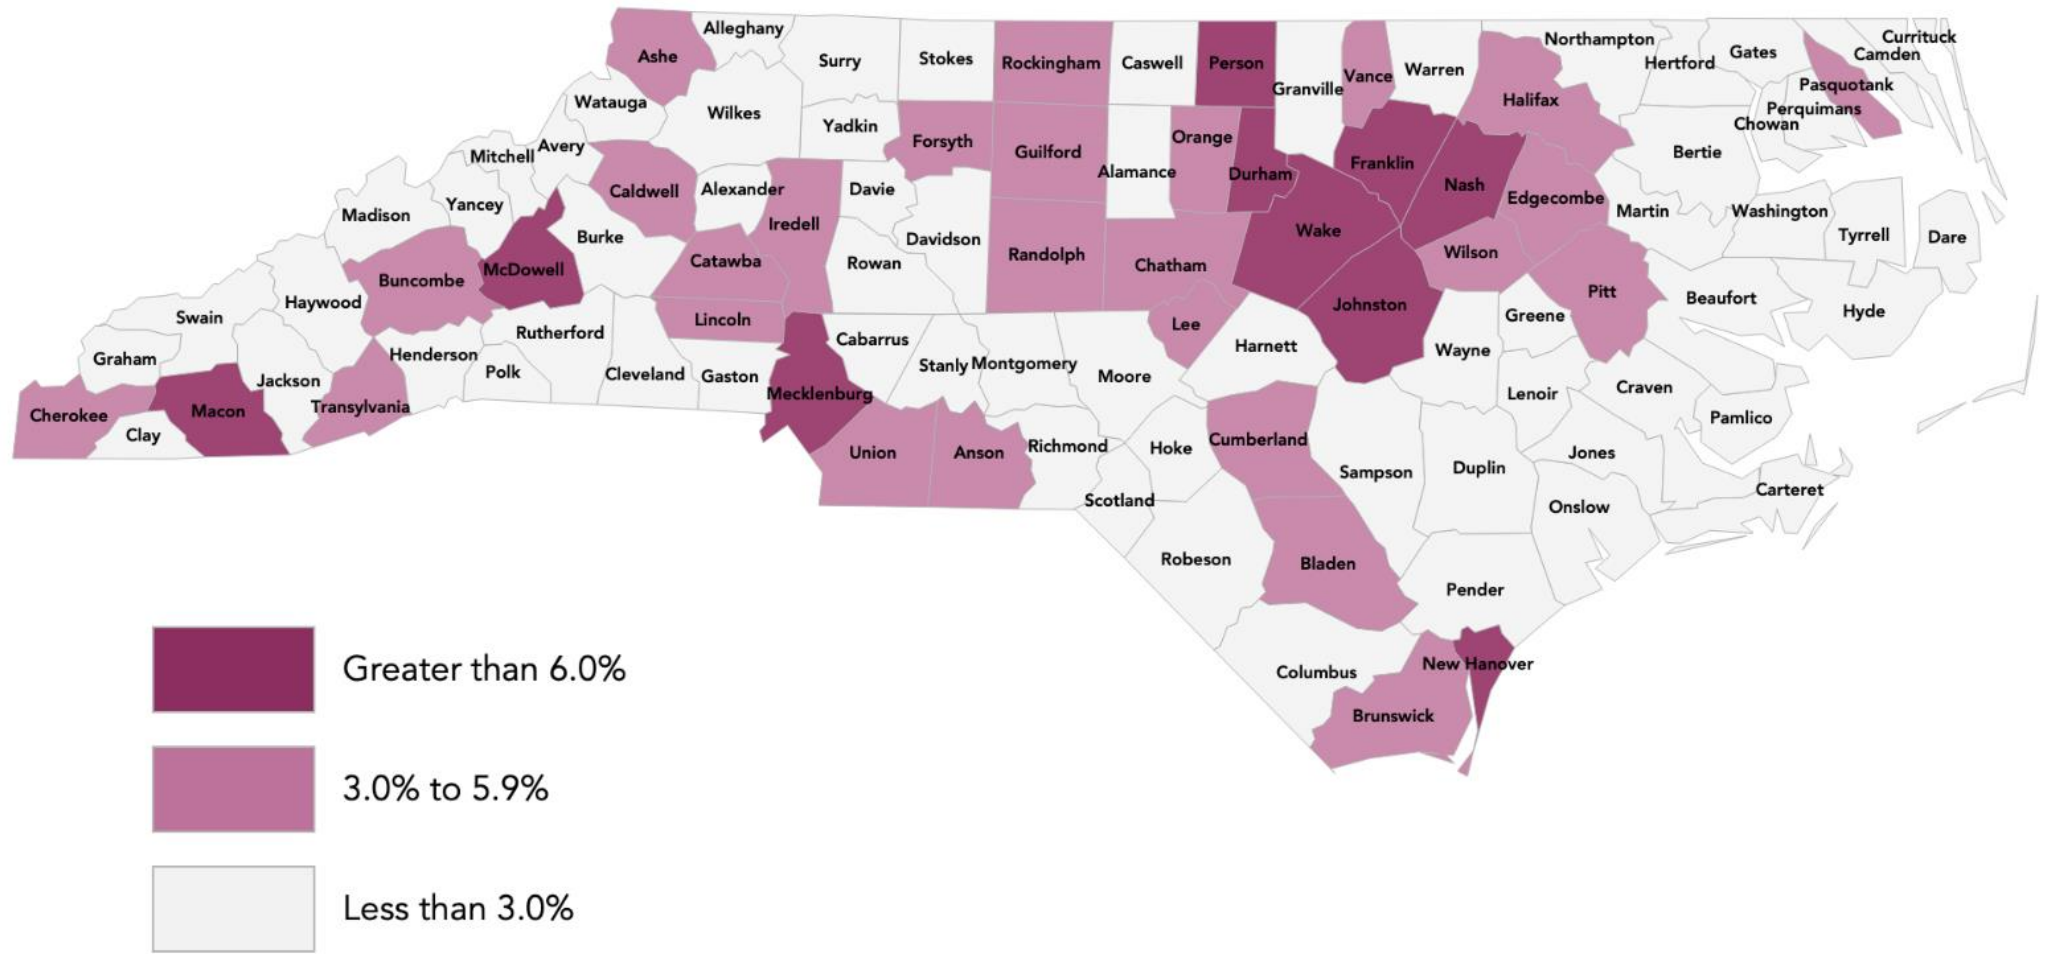 Alleghany
Ashe
Surry
Stokes
Rockingham
Caswell
Person
Granville
Vance
Warren
Northampton
Hertford
Gates
Currituck
Camden
Pasquotank
Perquimans
Chowan
Halifax
Watauga
Wilkes
Yadkin
Forsyth
Guilford
Alamance
Orange
Durham
Franklin
Nash
Edgecombe
Bertie
Martin
Washington
Tyrrell
Dare
Mitchell
Avery
Yancey
Madison
Caldwell
Alexander
Iredell
Davie
Davidson
Rowan
Randolph
Chatham
Wake
Wilson
Pitt
Beaufort
Hyde
Burke
McDowell
Buncombe
Haywood
Swain
Graham
Catawba
Lincoln
Rutherford
Henderson
Polk
Cleveland
Gaston
Cabarrus
Stanly
Montgomery
Moore
Lee
Harnett
Johnston
Wayne
Greene
Lenoir
Craven
Pamlico
Cherokee
Clay
Macon
Jackson
Transylvania
Mecklenburg
Union
Anson
Richmond
Scotland
Hoke
Cumberland
Sampson
Duplin
Jones
Onslow
Carteret
Robeson
Bladen
Pender
New Hanover
Columbus
Brunswick
Greater than 6.0%
3.0% to 5.9%
Less than 3.0%